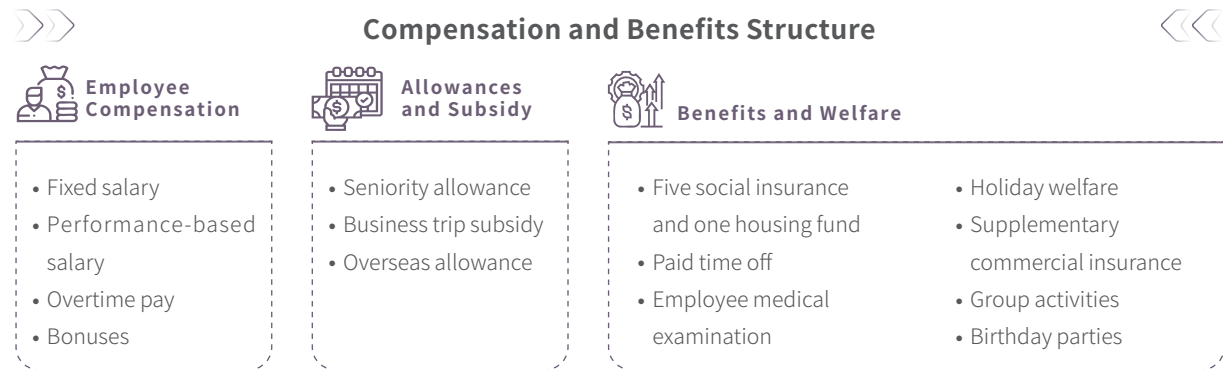 Compensation and Benefits Structure
Employee
Compensation
• Fixed salary
• Performance-based
salary
• Overtime pay
• Bonuses
Allowances
and Subsidy
• Seniority allowance
• Business trip subsidy
• Overseas allowance
Benefits and Welfare
• Five social insurance
and one housing fund
• Paid time off
• Employee medical
examination
• Holiday welfare
• Supplementary
commercial insurance
• Group activities
• Birthday parties